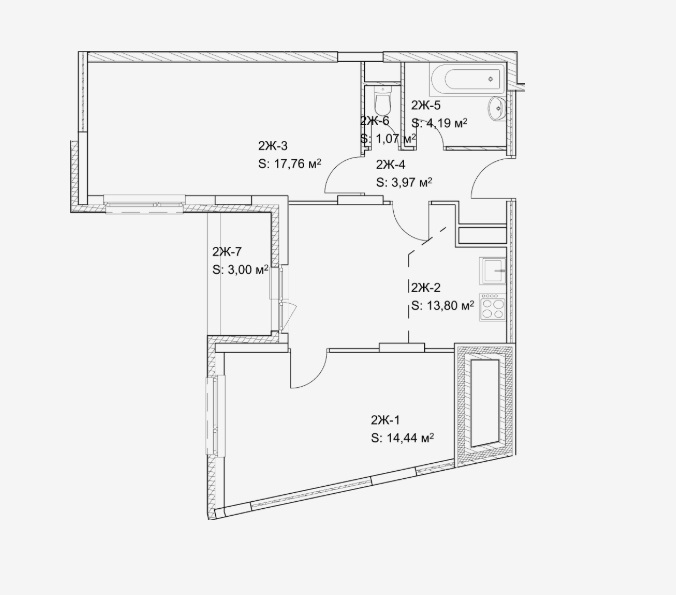 2Ж-5
S: 4,19 м²
2Ж-6
S: 1,07 м²
2Ж-3
S: 17,76 м²
2Ж-4
S: 3,97 м²
2Ж-7
S: 3,00 м²
2Ж-2
S: 13,80 м²
2Ж-1
S: 14,44 м²